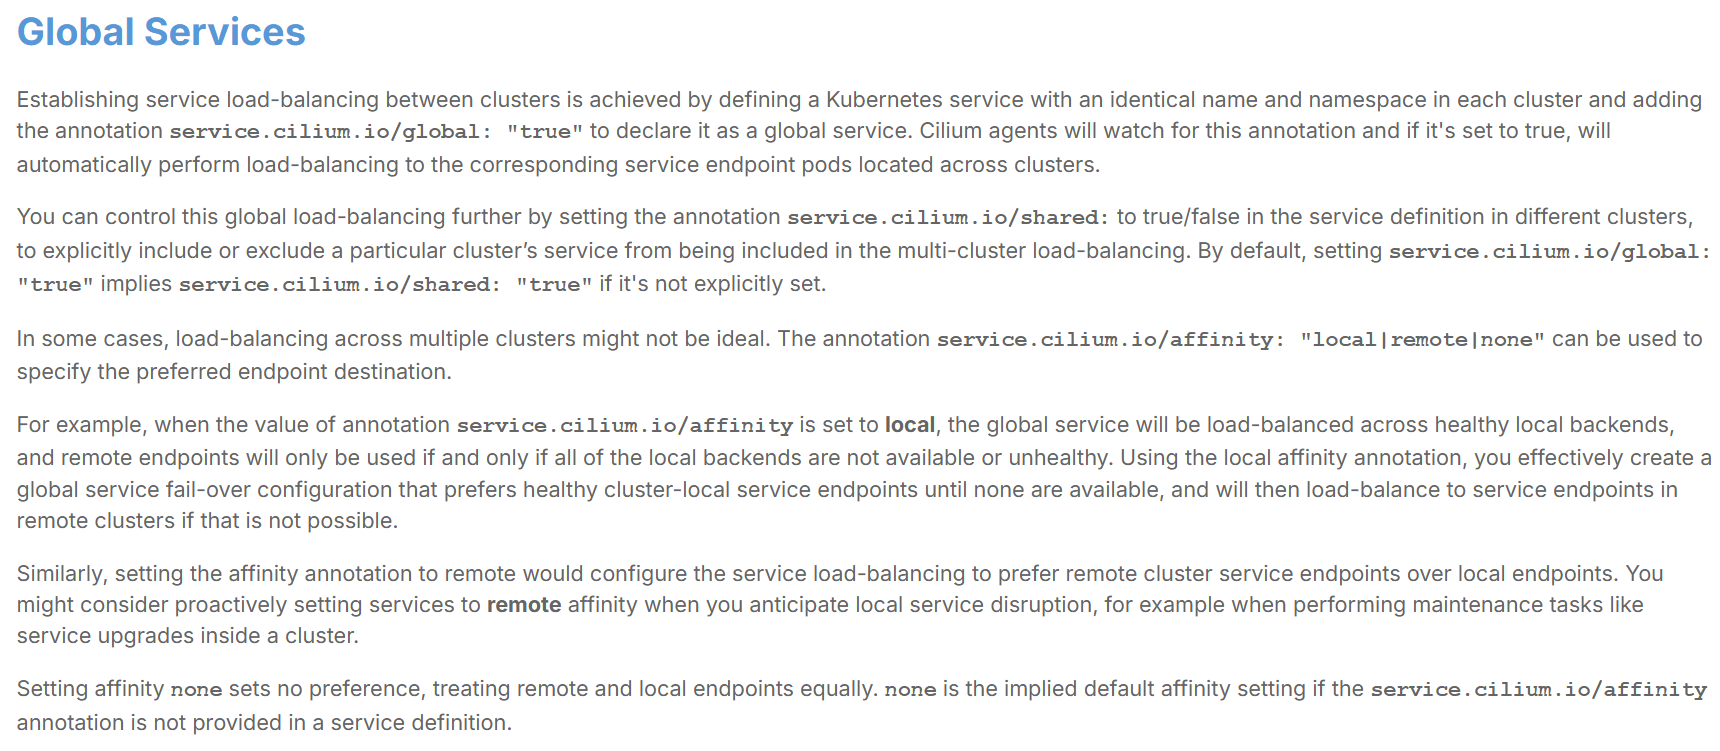 Global Services
Establishing service load-balancing between clusters is achieved by defining a Kubernetes service with an identical name and namespace in each cluster and adding
the annotation service.cilium.io/global: "true" to declare it as a global service. Cilium agents will watch for this annotation and if it's set to true, will
automatically perform load-balancing to the corresponding service endpoint pods located across clusters.
You can control this global load-balancing further by setting the annotation service.cilium.io/shared: to true/false in the service definition in different clusters,
to explicitly include or exclude a particular cluster’s service from being included in the multi-cluster load-balancing. By default, setting service.cilium.io/global:
"true" implies service.cilium.io/shared: "true" if it's not explicitly set.
In some cases, load-balancing across multiple clusters might not be ideal. The annotation service.cilium.io/affinity: "local|remote|none" can be used to
specify the preferred endpoint destination.
For example, when the value of annotation service.cilium.io/affinity is set to local, the global service will be load-balanced across healthy local backends,
and remote endpoints will only be used if and only if all of the local backends are not available or unhealthy. Using the local affinity annotation, you effectively create a
global service fail-over configuration that prefers healthy cluster-local service endpoints until none are available, and will then load-balance to service endpoints in
remote clusters if that is not possible.
Similarly, setting the affinity annotation to remote would configure the service load-balancing to prefer remote cluster service endpoints over local endpoints. You
might consider proactively setting services to remote affinity when you anticipate local service disruption, for example when performing maintenance tasks like
service upgrades inside a cluster.
Setting affinity none sets no preference, treating remote and local endpoints equally. none is the implied default affinity setting if the service.cilium.io/affinity
annotation is not provided in a service definition.